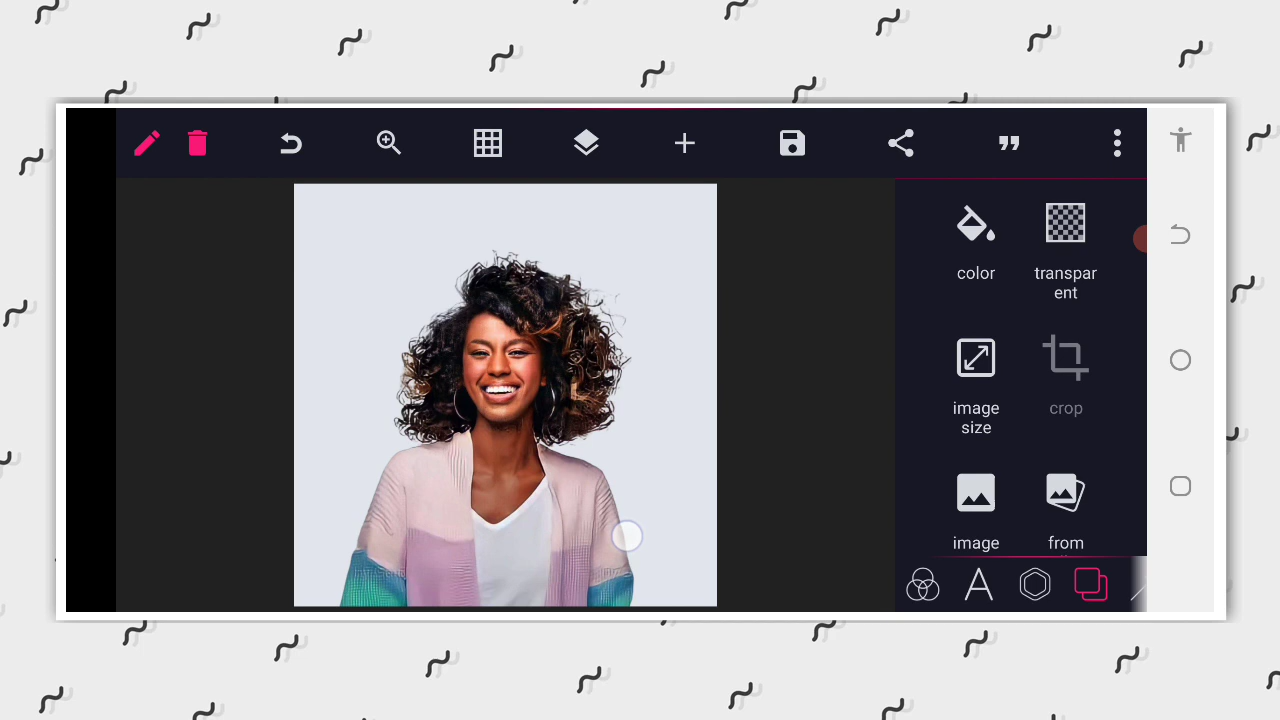 color
transpar
ent
image
size
crop
image
from
A